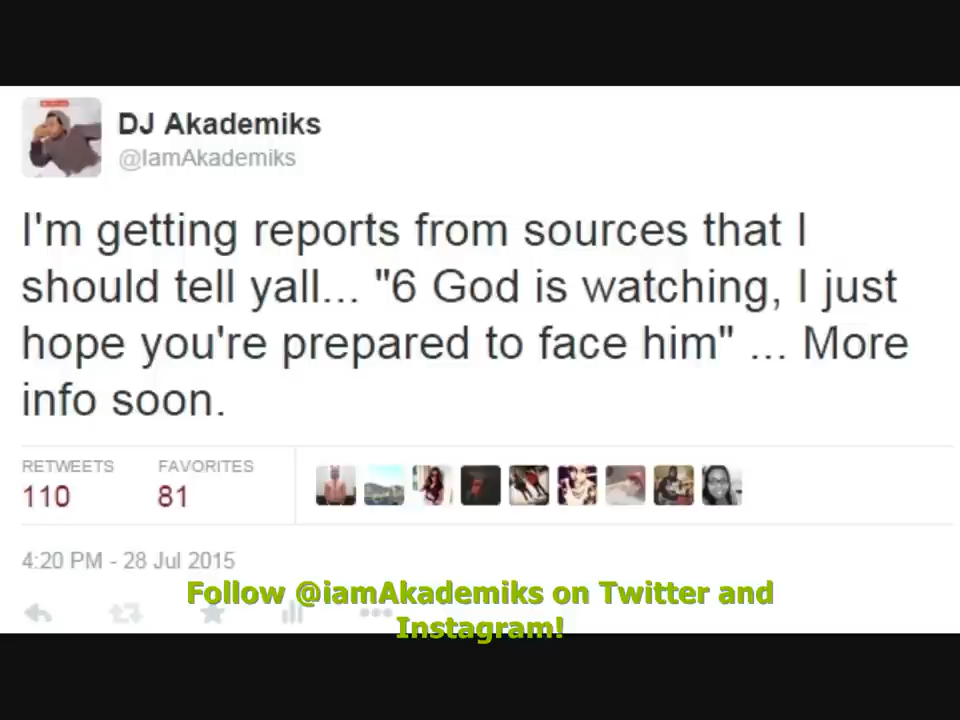 DJ Akademiks
@IamAkademiks
I'm getting reports from sources that I
should tell yall... "6 God is watching, I just
hope you're prepared to face him" ... More
info soon.
RETWEETS FAVORITES
110 81
4:20 PM - 28 Jul 2015
Follow @iamAkademiks on Twitter and
Instagram!